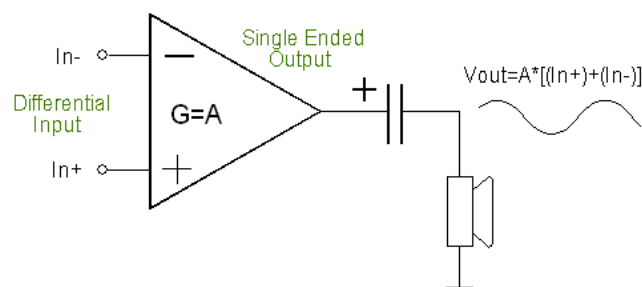 In-
Differential
Input
In+
−
G=A
+
Single Ended
Output
+
Vout=A*[(In+)+(In-)]